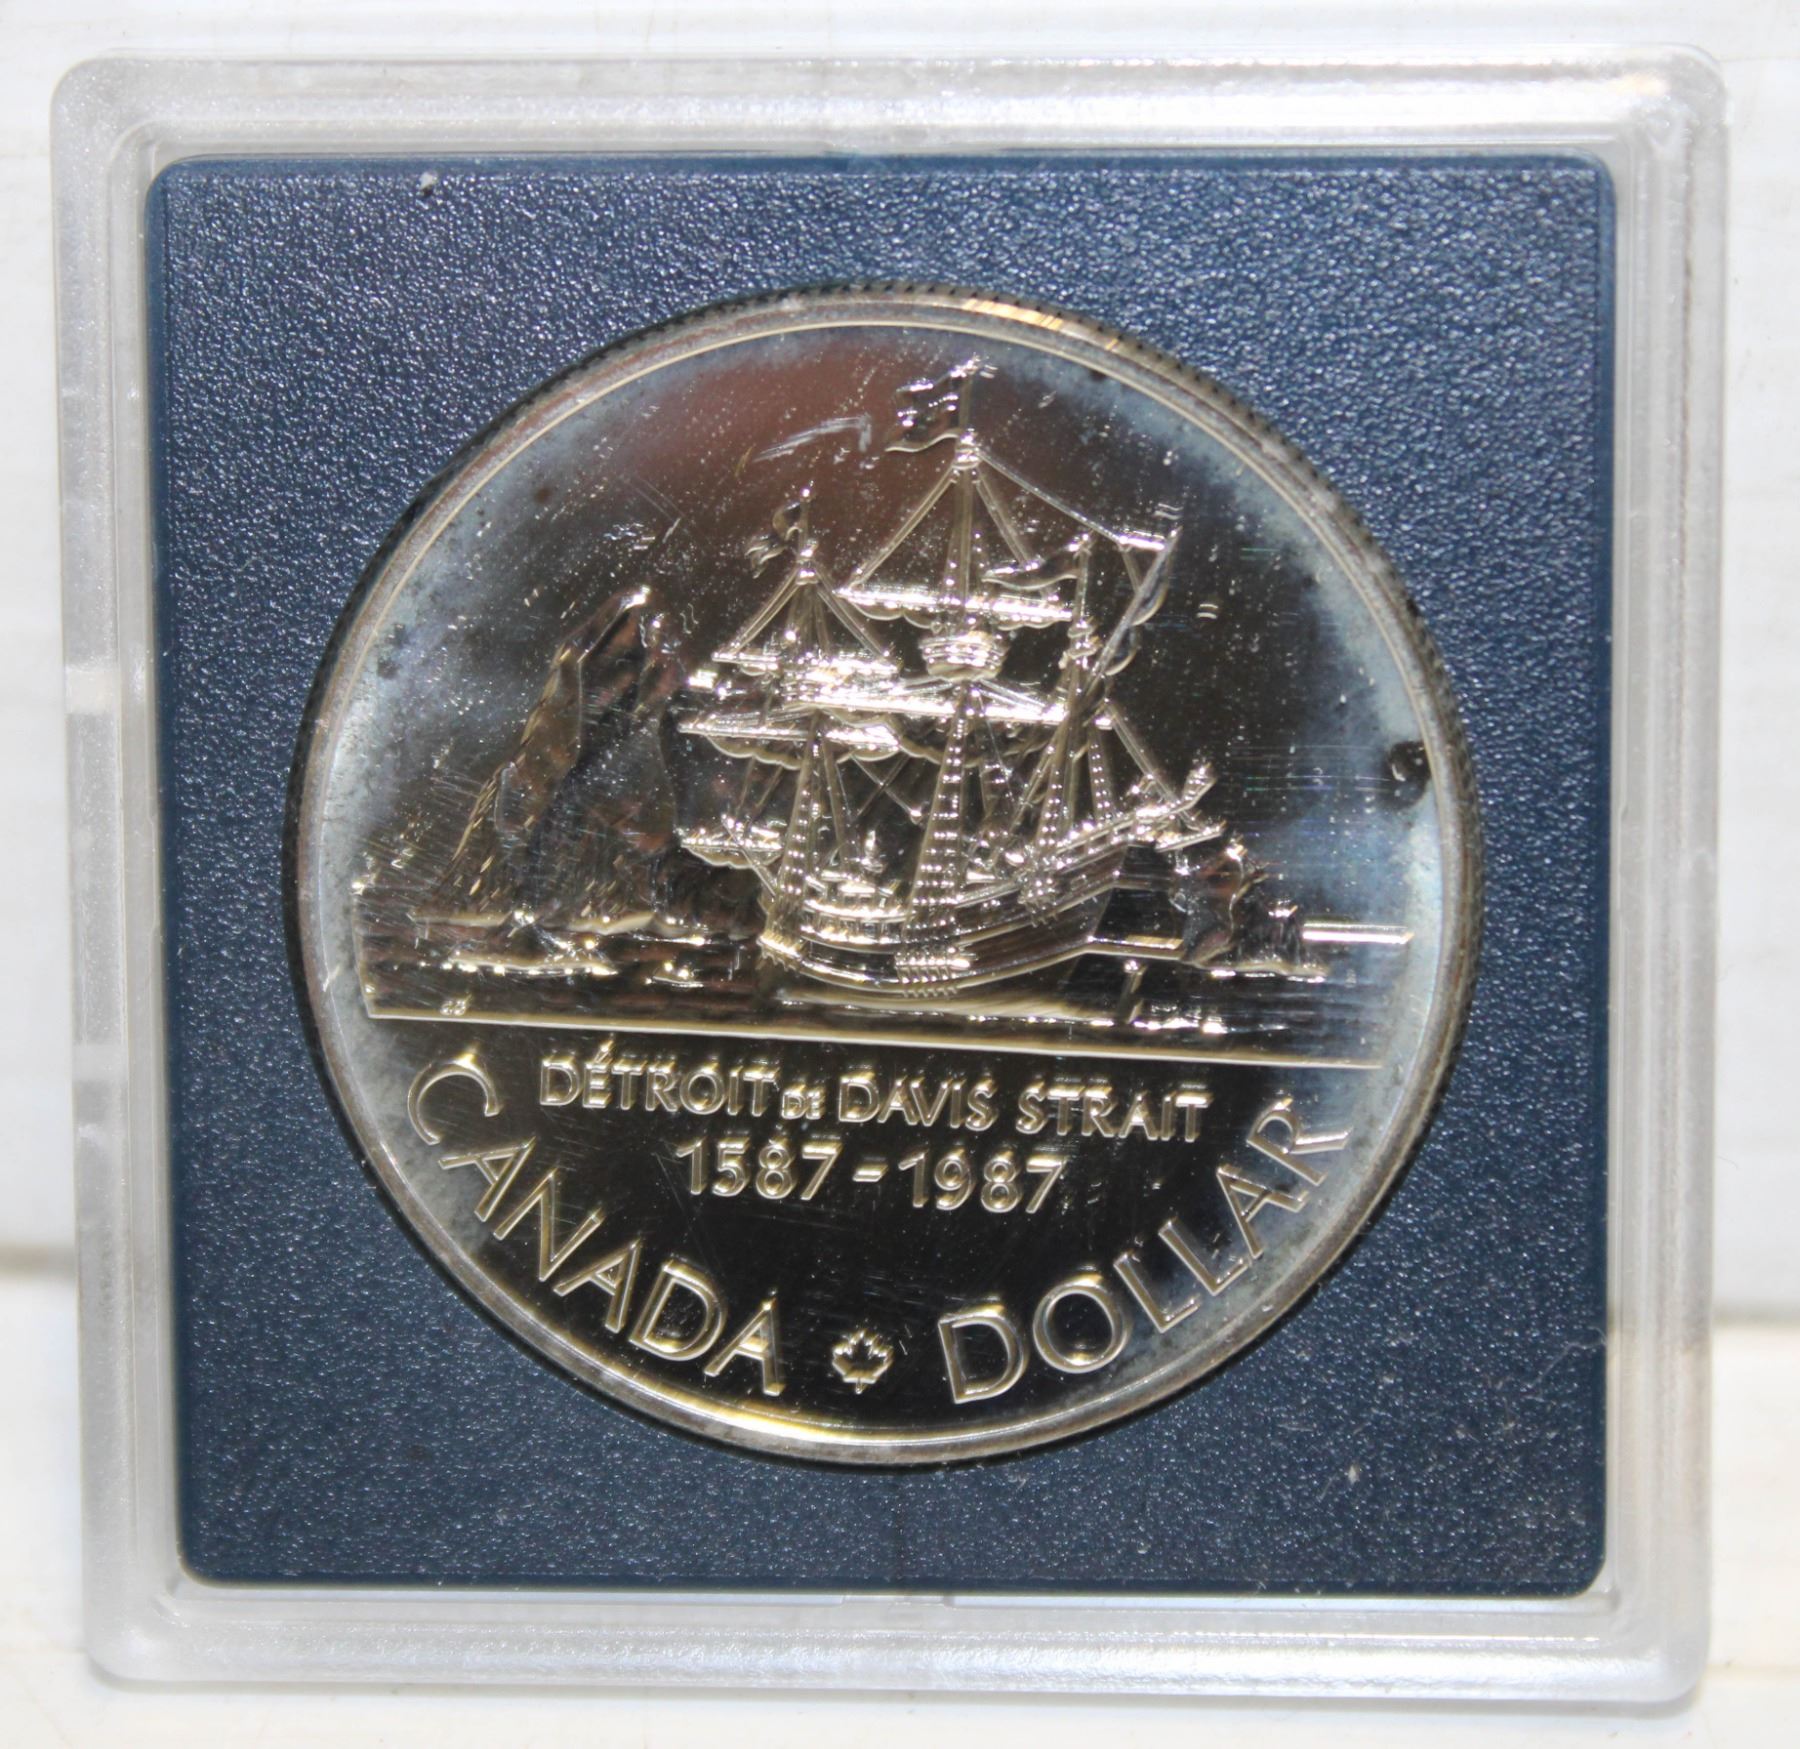 DÉTROIT DE DAVIS STRAIT
1587-1987
CANADA DOLLAR